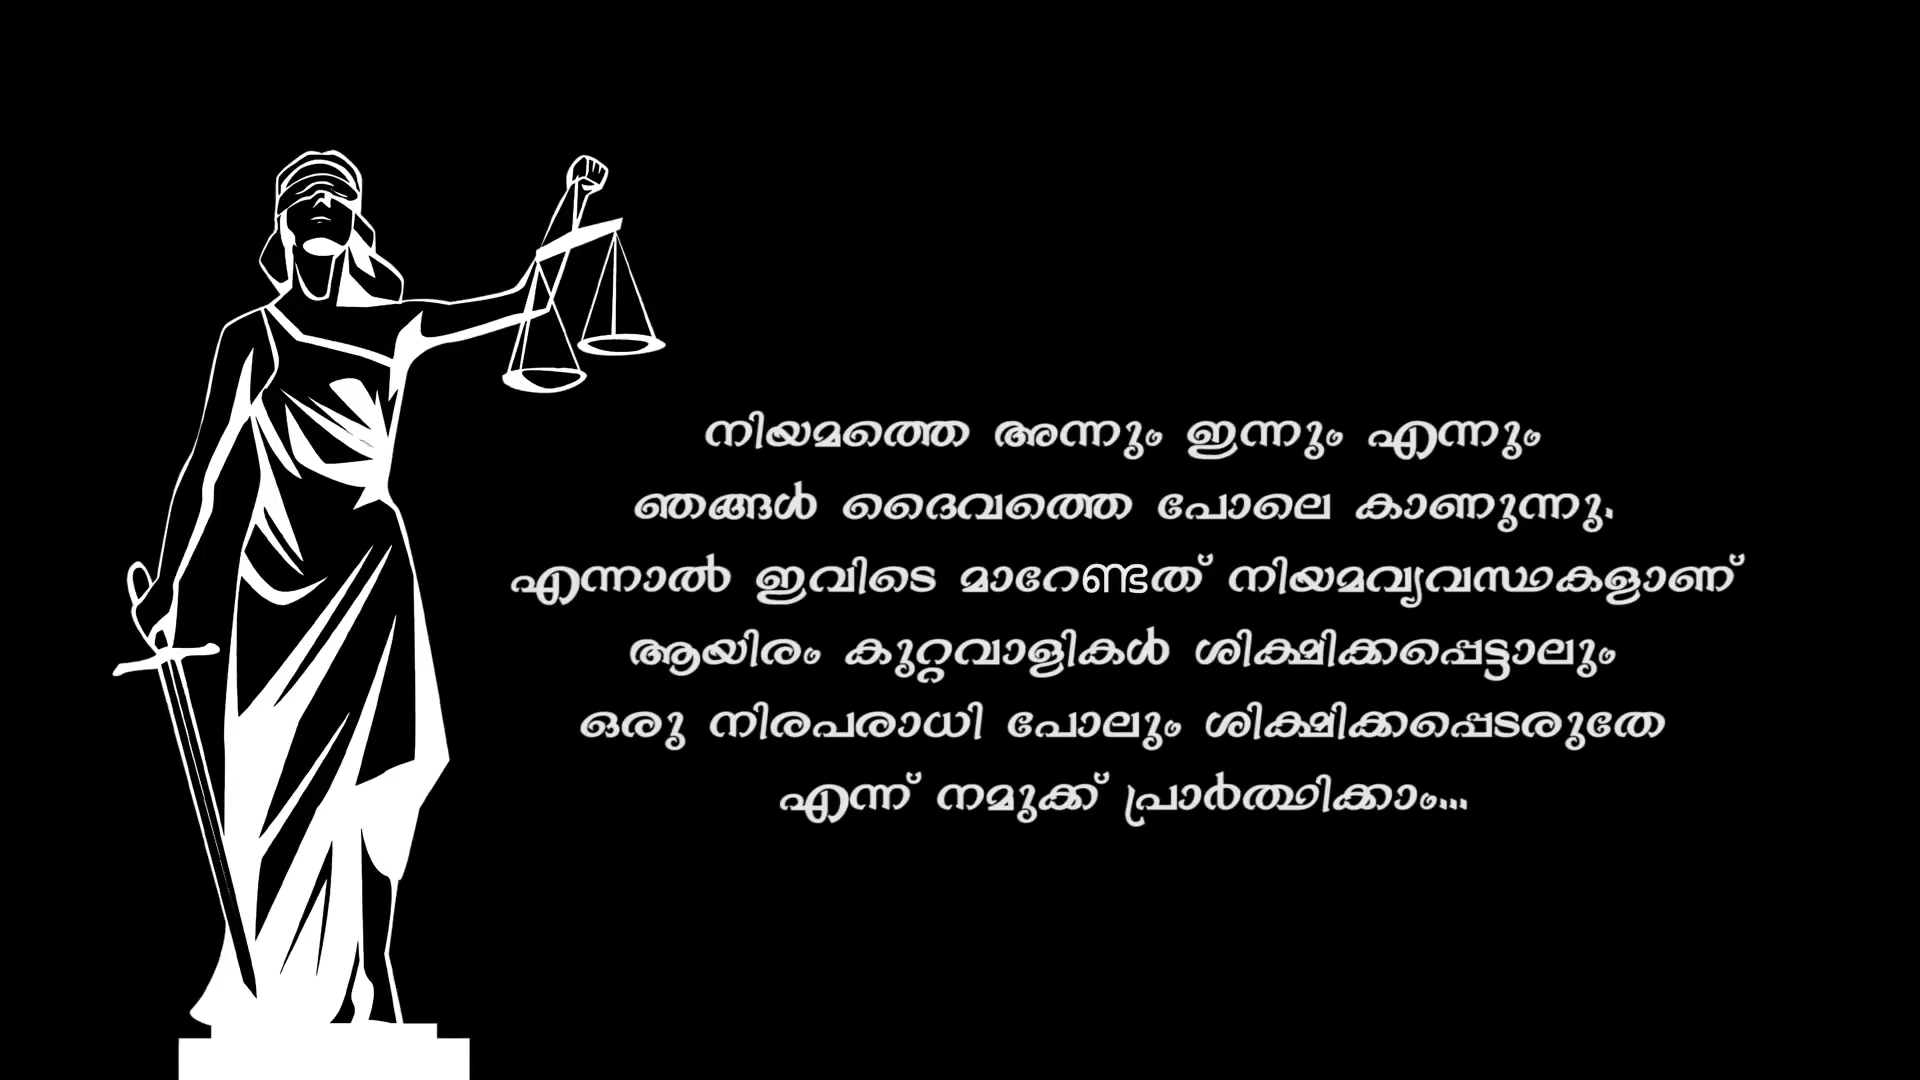 നിയമത്തെ അന്നും ഇന്നും എന്നും
ഞങ്ങൾ ദൈവത്തെ പോലെ കാണുന്നു.
എന്നാൽ ഇവിടെ മാറേണ്ടത് നിയമവ്യവസ്ഥകളാണ്
ആയിരം കുറ്റവാളികൾ ശിക്ഷിക്കപ്പെട്ടാലും
ഒരു നിരപരാധി പോലും ശിക്ഷിക്കപ്പെടരുതേ
എന്ന് നമുക്ക് പ്രാർത്ഥിക്കാം...